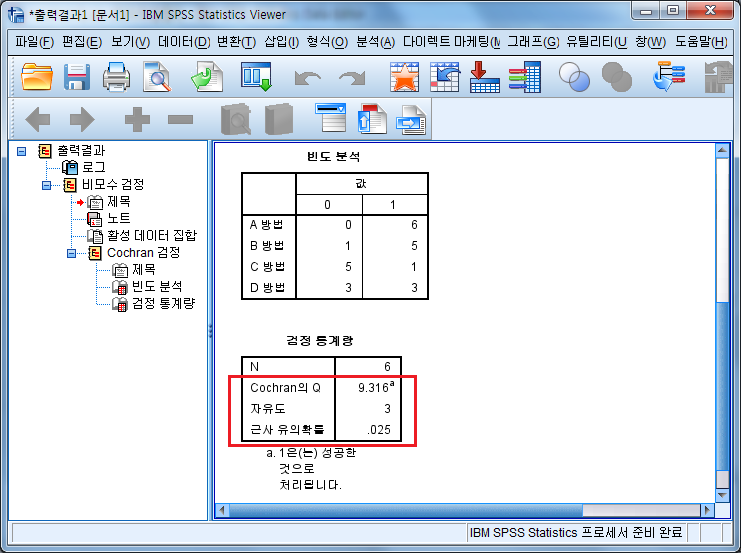 *출력결과1 [문서1] - IBM SPSS Statistics Viewer
파일(F) 편집(E) 보기(V) 데이터(D) 변환(T) 삽입(I) 형식(O) 분석(A) 다이렉트 마케팅(M 그래프(G) 유틸리티(U 창(W) 도움말(H)
출력결과
로그
비모수 검정
제목
노트
활성 데이터 집합
Cochran 검정
제목
빈도 분석
검정 통계량
빈도 분석
값
0 1
A 방법 0 6
B 방법 1 5
C 방법 5 1
D 방법 3 3
검정 통계량
N 6
Cochran의 Q 9.316a
자유도 3
근사 유의확률 .025
a. 1은(는) 성공한
것으로
처리됩니다.
IBM SPSS Statistics 프로세서 준비 완료